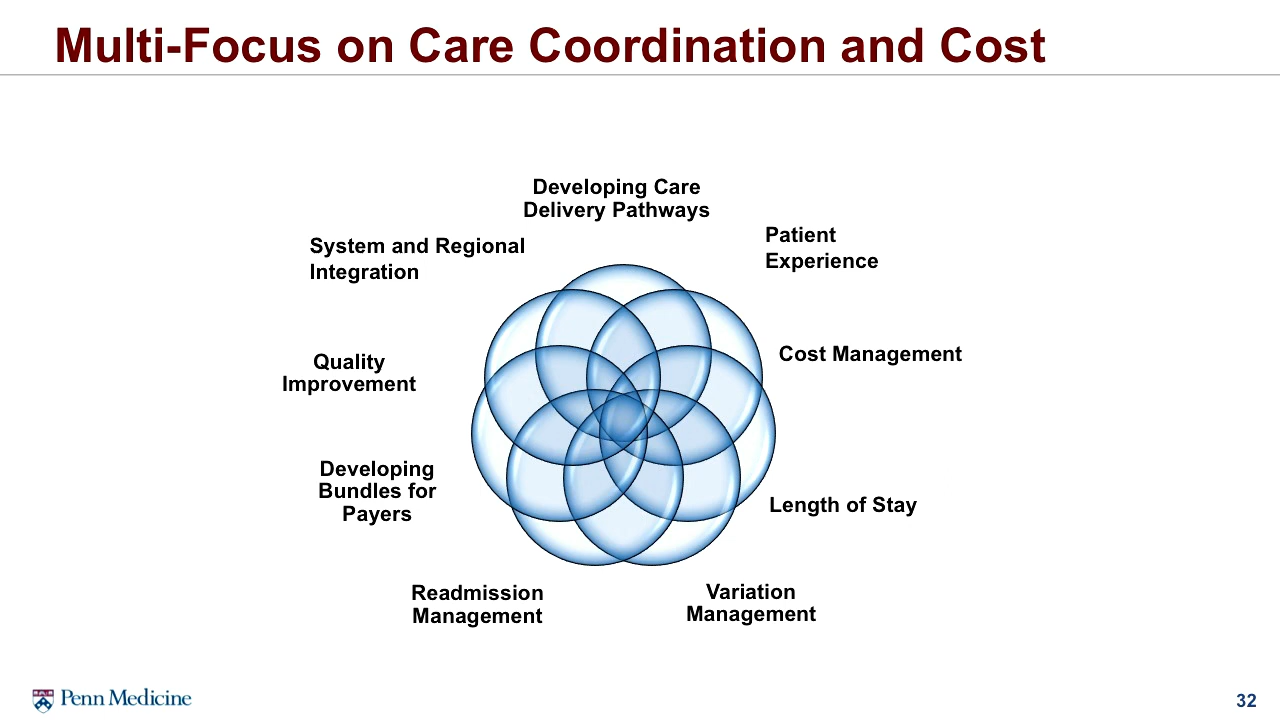 Multi-Focus on Care Coordination and Cost
Developing Care
Delivery Pathways
Patient
Experience
System and Regional
Integration
Cost Management
Quality
Improvement
Developing
Bundles for
Payers
Length of Stay
Readmission
Management
Variation
Management
Penn Medicine
32